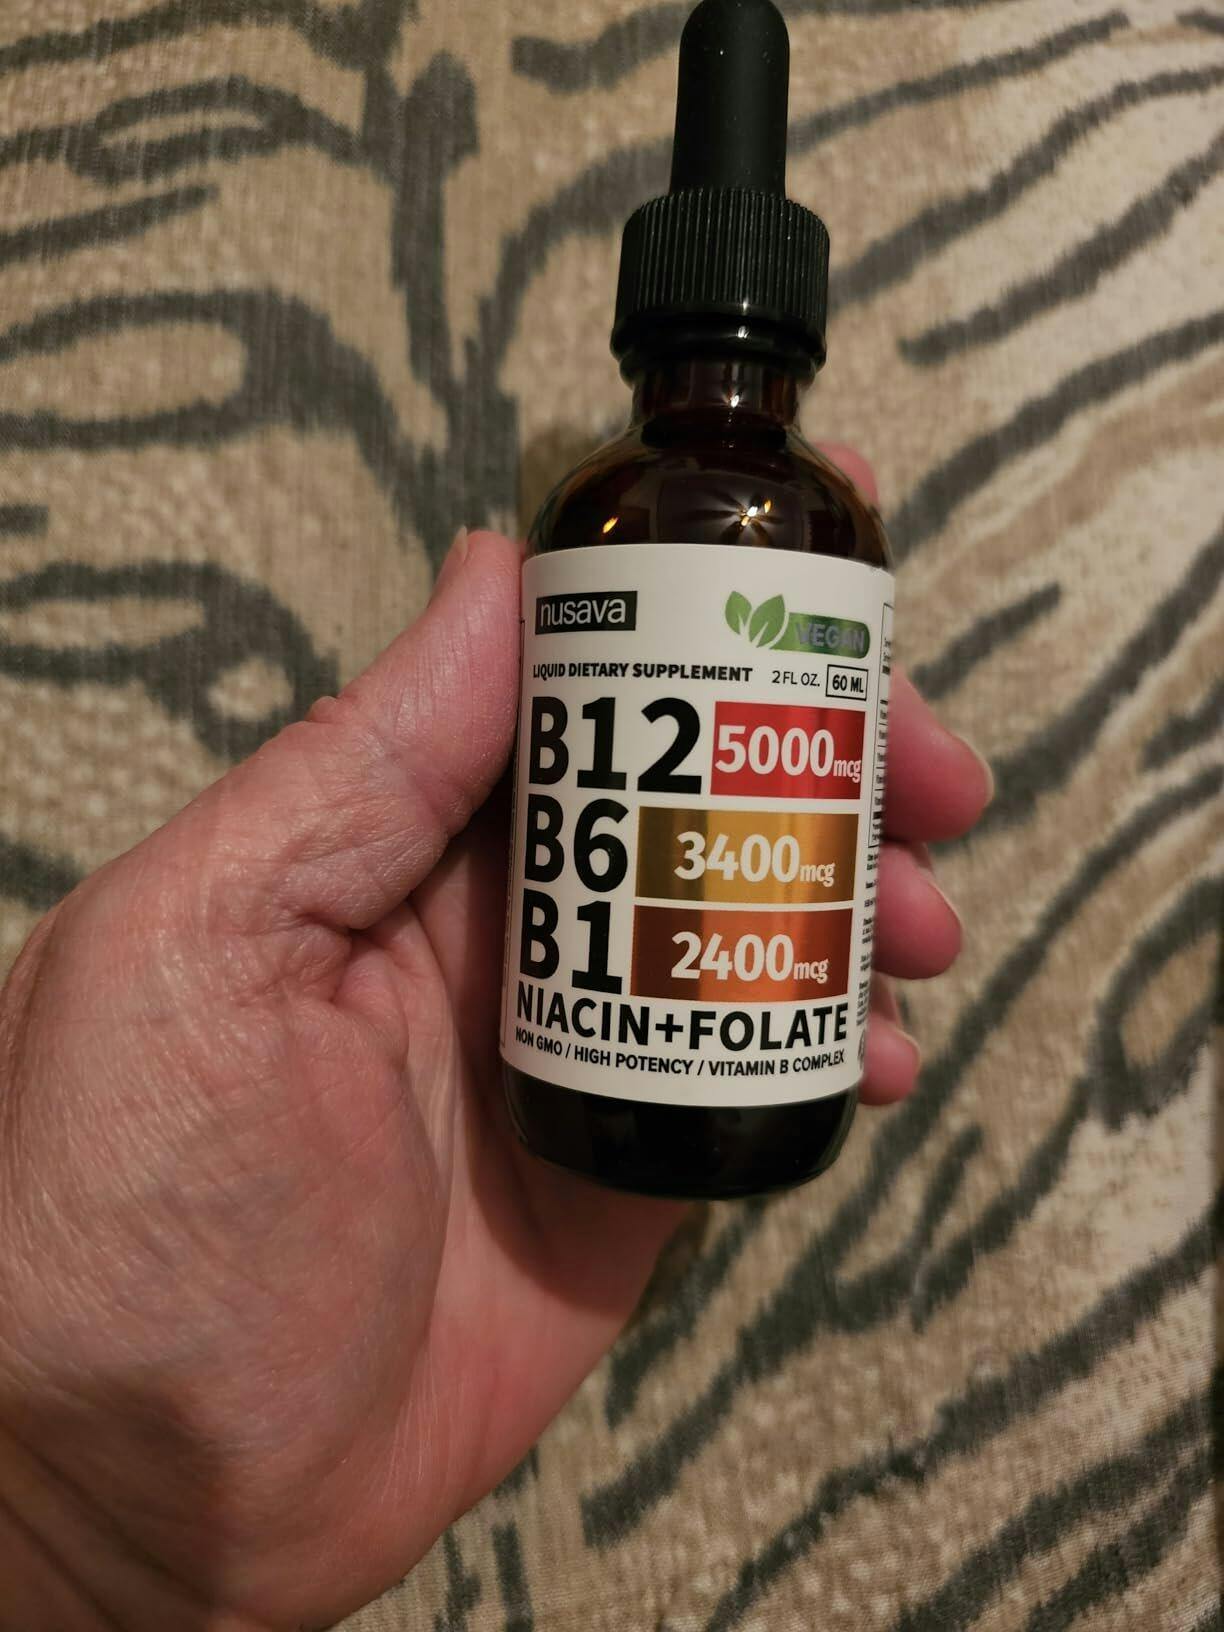 nusava
VEGAN
LIQUID DIETARY SUPPLEMENT 2 FL OZ. 60 ML
B12 5000mcg
B6 3400mcg
B1 2400mcg
NIACIN+FOLATE
NON GMO / HIGH POTENCY / VITAMIN B COMPLEX